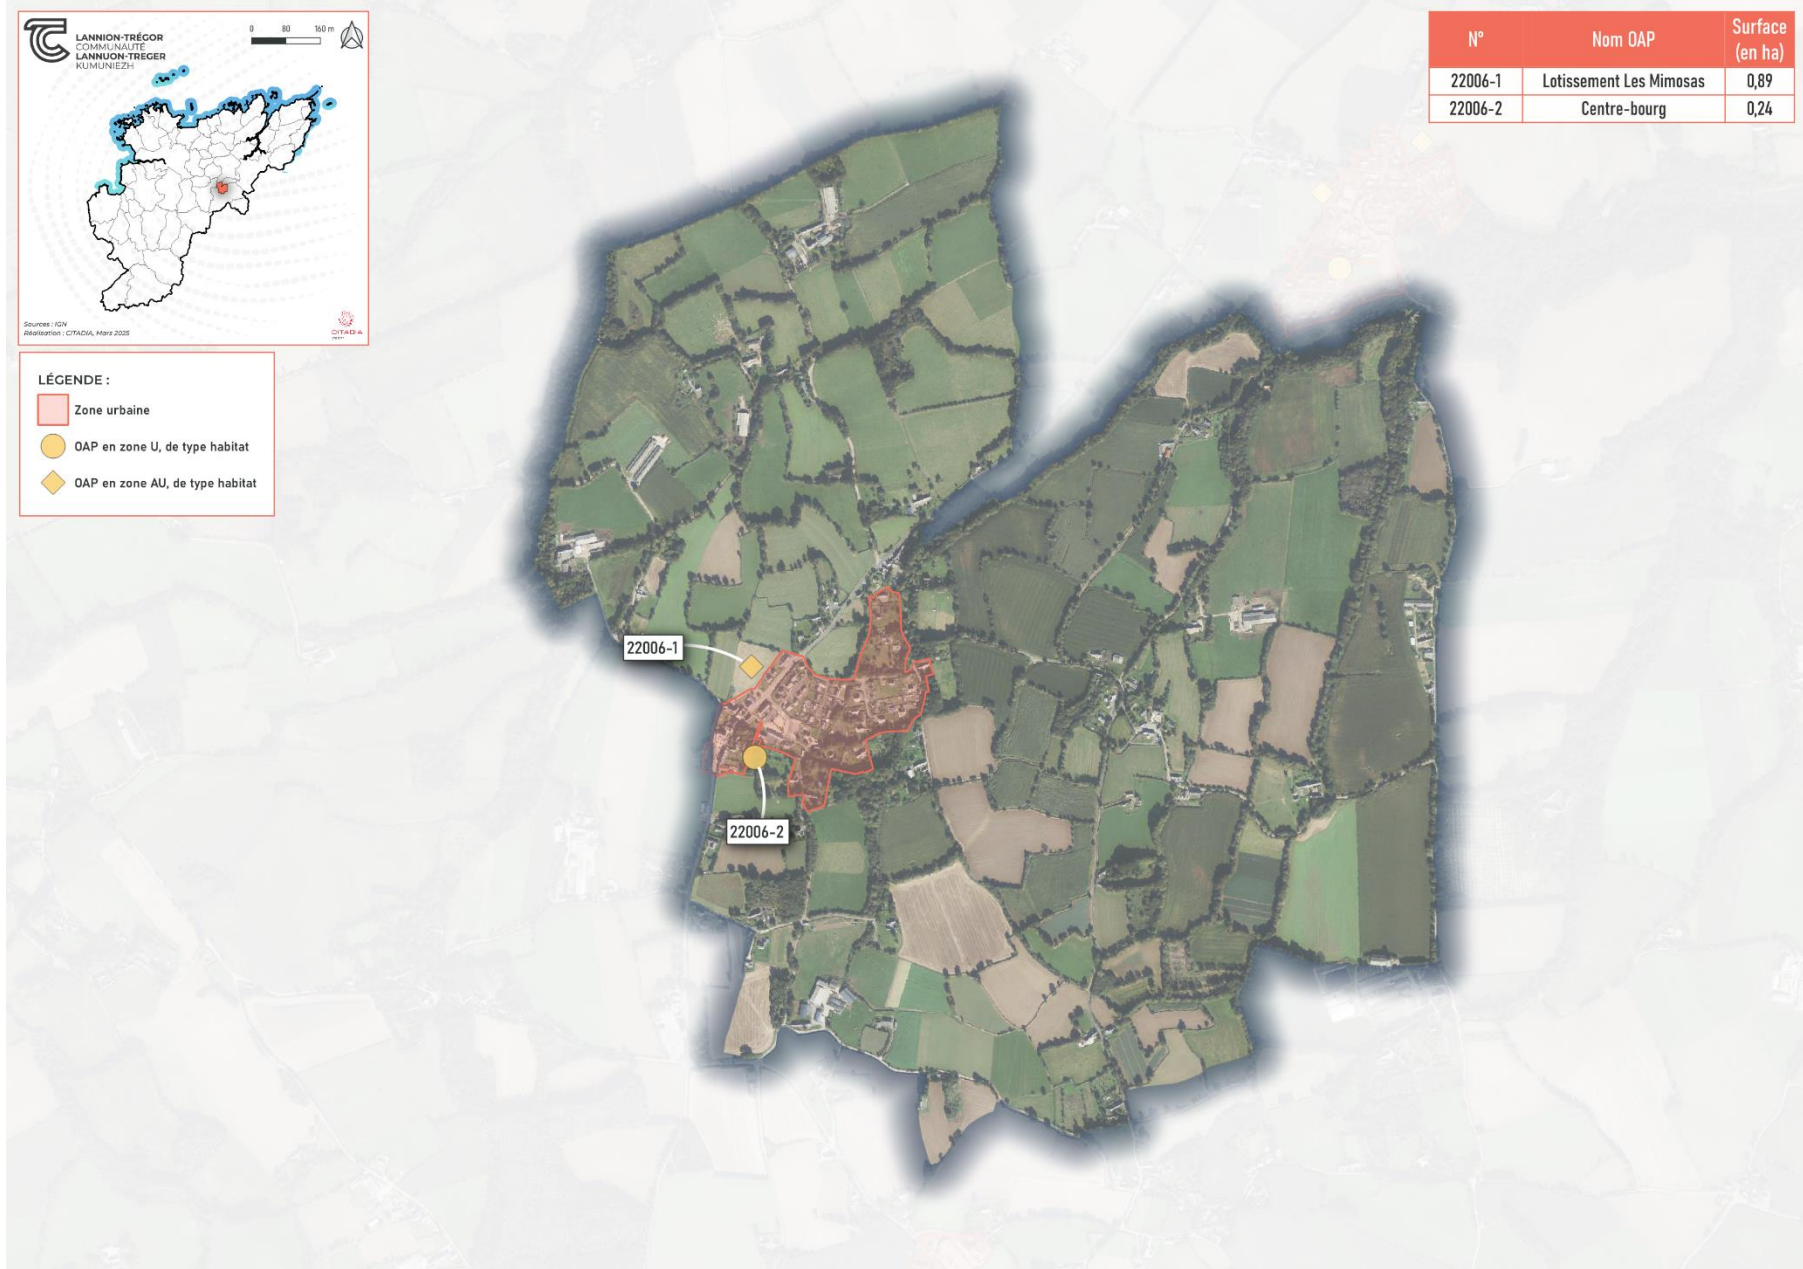 LANNION-TRÉGOR
COMMUNAUTÉ
LANNUON-TREGER
KUMUNIEZH
0 80 160 m
Sources : IGN
Réalisation : CITADIA, Mars 2025
CITADIA
LÉGENDE :
Zone urbaine
OAP en zone U, de type habitat
OAP en zone AU, de type habitat
N° Nom OAP Surface (en ha)
22006-1 Lotissement Les Mimosas 0,89
22006-2 Centre-bourg 0,24
22006-1
22006-2